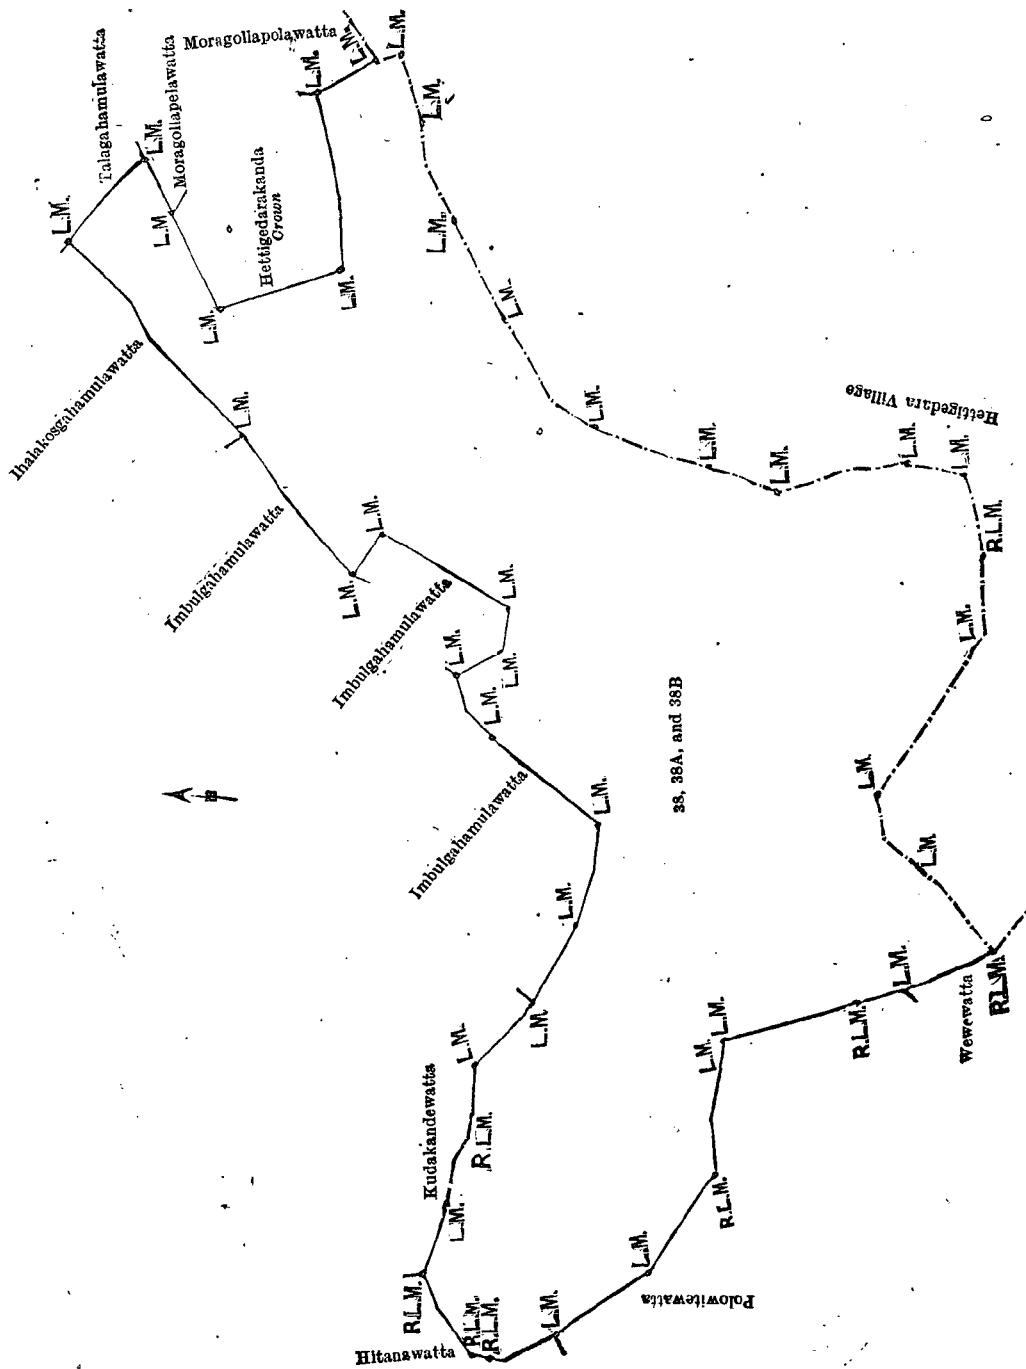 Moragollapolawatta
Talagahamulawatta
Moragollapelawatta
L.M.
L.M.
L.M.
L.M.
L.M.
L.M.
L.M.
Hettigedarakanda
Crown
L.M.
L.M.
L.M.
L.M.
L.M.
Ihalakosgahamulawatta
L.M.
L.M.
Hettigedara Village
L.M.
L.M.
L.M.
L.M.
Imbulgahamulawatta
L.M.
L.M.
R.L.M.
Imbulgahamulawatta
L.M.
L.M.
L.M.
L.M.
L.M.
38, 38A, and 38B
Imbulgahamulawatta
L.M.
L.M.
L.M.
L.M.
L.M.
L.M.
L.M.
L.M.
L.M.
R.L.M.
R.L.M.
Wewewatta
Kudakandewatta
R.L.M.
L.M.
R.L.M.
R.L.M.
L.M.
Polowitewatta
R.L.M.
R.L.M.
L.M.
Hitanawatta